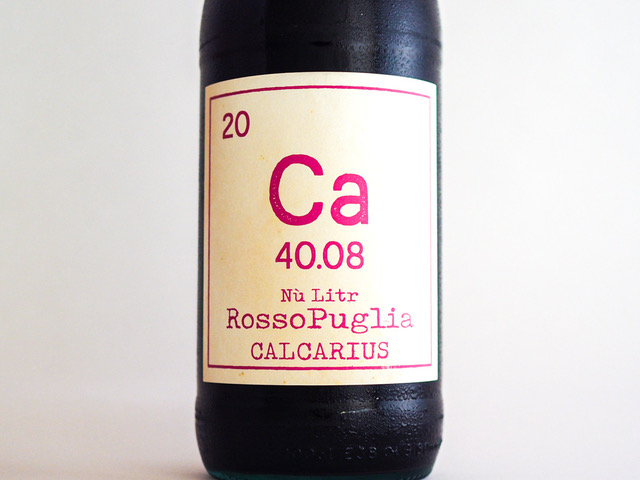 20
Ca
40.08
Nù Litr
RossoPuglia
CALCARIUS